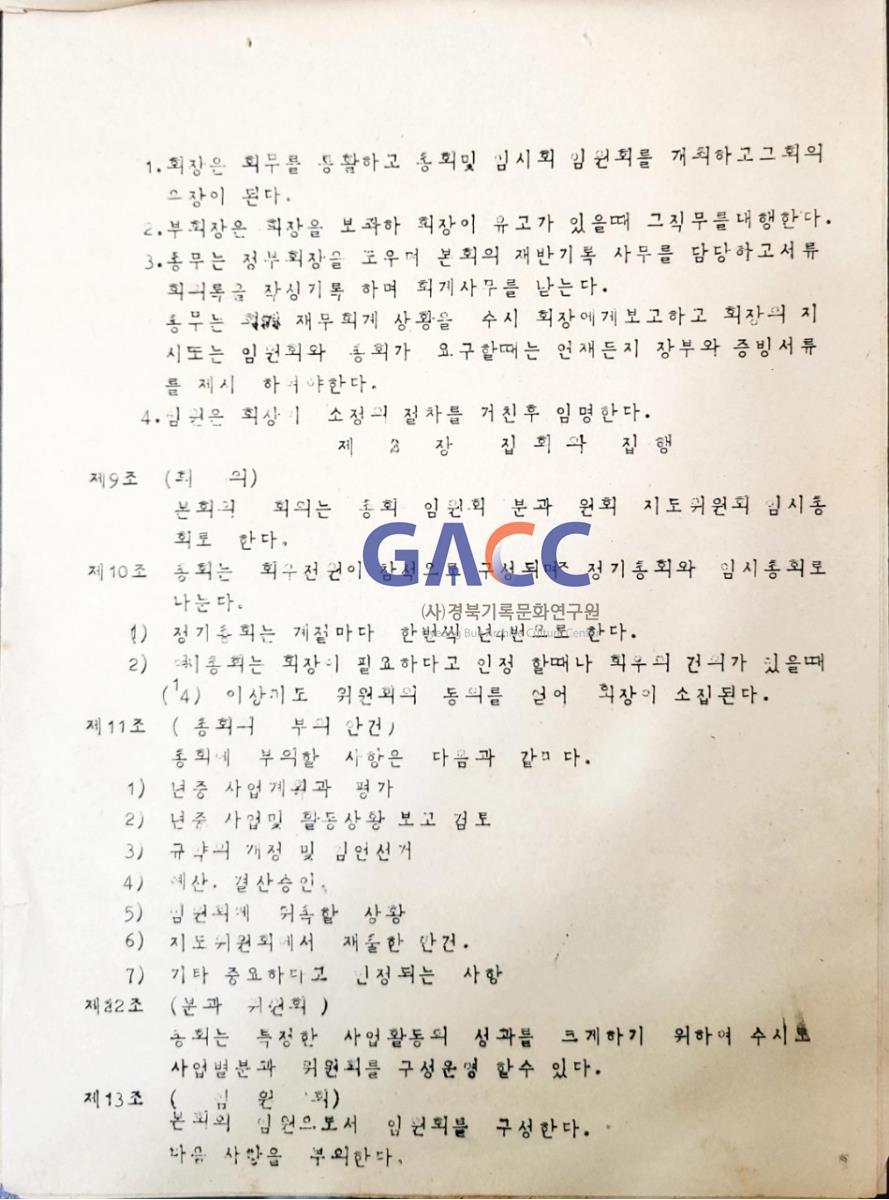 1.회장은 회무를 통활하고 총회및 임시회 임원회를 개최하고그회의
장이 된다.
2.부회장은 회장을 보좌하 회장이 유고가 있을때 그직무를대행한다.
3.총무는 정부회장을 도우며 본회의 재반기록 사무를 담당하고서류
회의록을 작성기록 하며 회계사무를 맏는다.
총무는 재무회계 상황을 수시 회장에게보고하고 회장의 지
시또는 임원회와 총회가 요구할때는 언재든지 장부와 증빙서류
를 제시 하여야한다.
4.임원은 회장이 소정의 절차를 거친후 임명한다.
제 장 집회와 집행
제9조 (회 의)
본회의 회의는 총회 임원회 분과 원회 지도위원회 임시총
회로 한다.
제10조 총회는 회우전원이 참석으로 구성되며 정기총회와 임시총회로
나눈다.
1) 정기총회는 계절마다 한번씩 년4번으로 한다.
2) 시총회는 회장이 필요하다고 인정 할때나 회우의 건의가 있을때
(14) 이상지도 위원회의 동의를 얻어 회장이 소집된다.
제11조 (총회의 부의안건)
총회에 부의할 사항은 다음과 같다.
1) 년중 사업계획과 평가
2) 년중 사업및 활동상황 보고 검토
3) 규약의 개정 및 임언선거
4) 예산. 결산승인.
5) 임원회에 위촉할 상황
6) 지도위원회에서 재출한 안건.
7) 기타 중요하다고 인정되는 사항
제12조 (분과 위원회)
총회는 특정한 사업활동의 성과를 크게하기 위하여 수시로
사업별분과 위원회를 구성운영 할수 있다.
제13조 ( 임 원 회)
본회의 임원으로서 임원회를 구성한다.
다음 사항을 부의한다.
GACC
(사)경북기록문화연구원